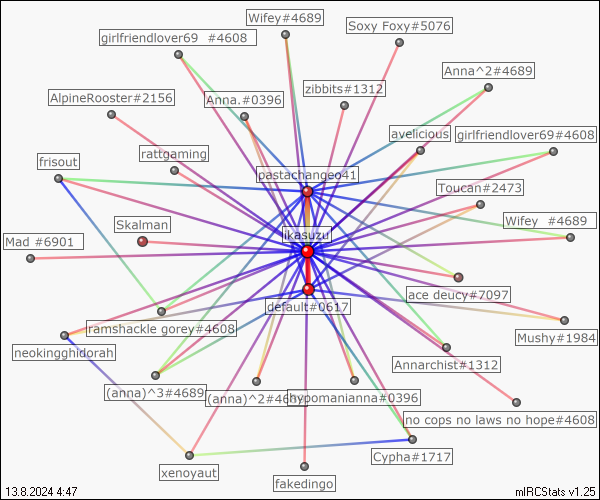 Wifey#4689
Soxy Foxy#5076
girlfriendlover69 #4608
Anna^2#4689
zibbits#1312
AlpineRooster#2156
Anna.#0396
avelicious
girlfriendlover69#4608
rattgaming
frisout
pastachangeo41
Toucan#2473
Skalman
Wifey #4689
ikasuzu
Mad #6901
ace deucy#7097
default#0617
ramshackle gorey#4608
Mushy#1984
neokingghidorah
Annarchist#1312
(anna)^3#4689
(anna)^2#46
hypomanianna#0396
no cops no laws no hope#4608
Cypha#1717
xenoyaut
fakedingo
13.8.2024 4:47
mIRCStats v1.25